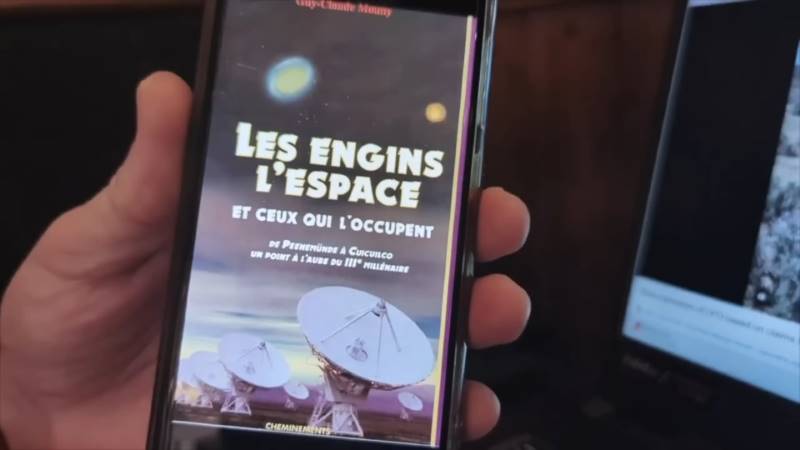 Guy-Claude Mouny
LES ENGINS
L'ESPACE
ET CEUX QUI L'OCCUPENT
DE PEENEMÜNDE À CUICUILCO
UN POINT À L'AUBE DU IIIe MILLÉNAIRE
CHEMINEMENTS